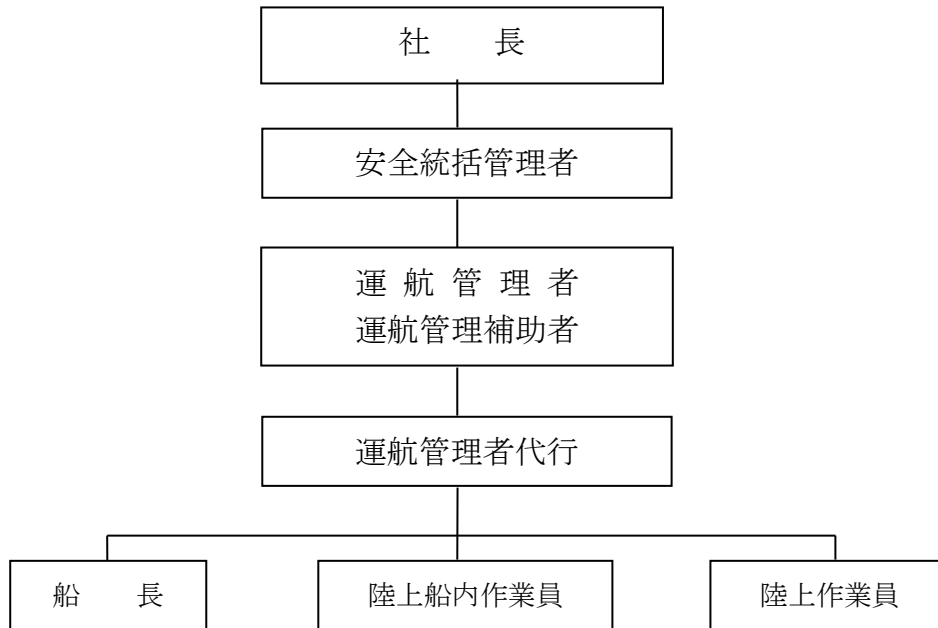 社　　長
安全統括管理者
運 航 管 理 者
運航管理補助者
運航管理者代行
船　　長
陸上船内作業員
陸上作業員